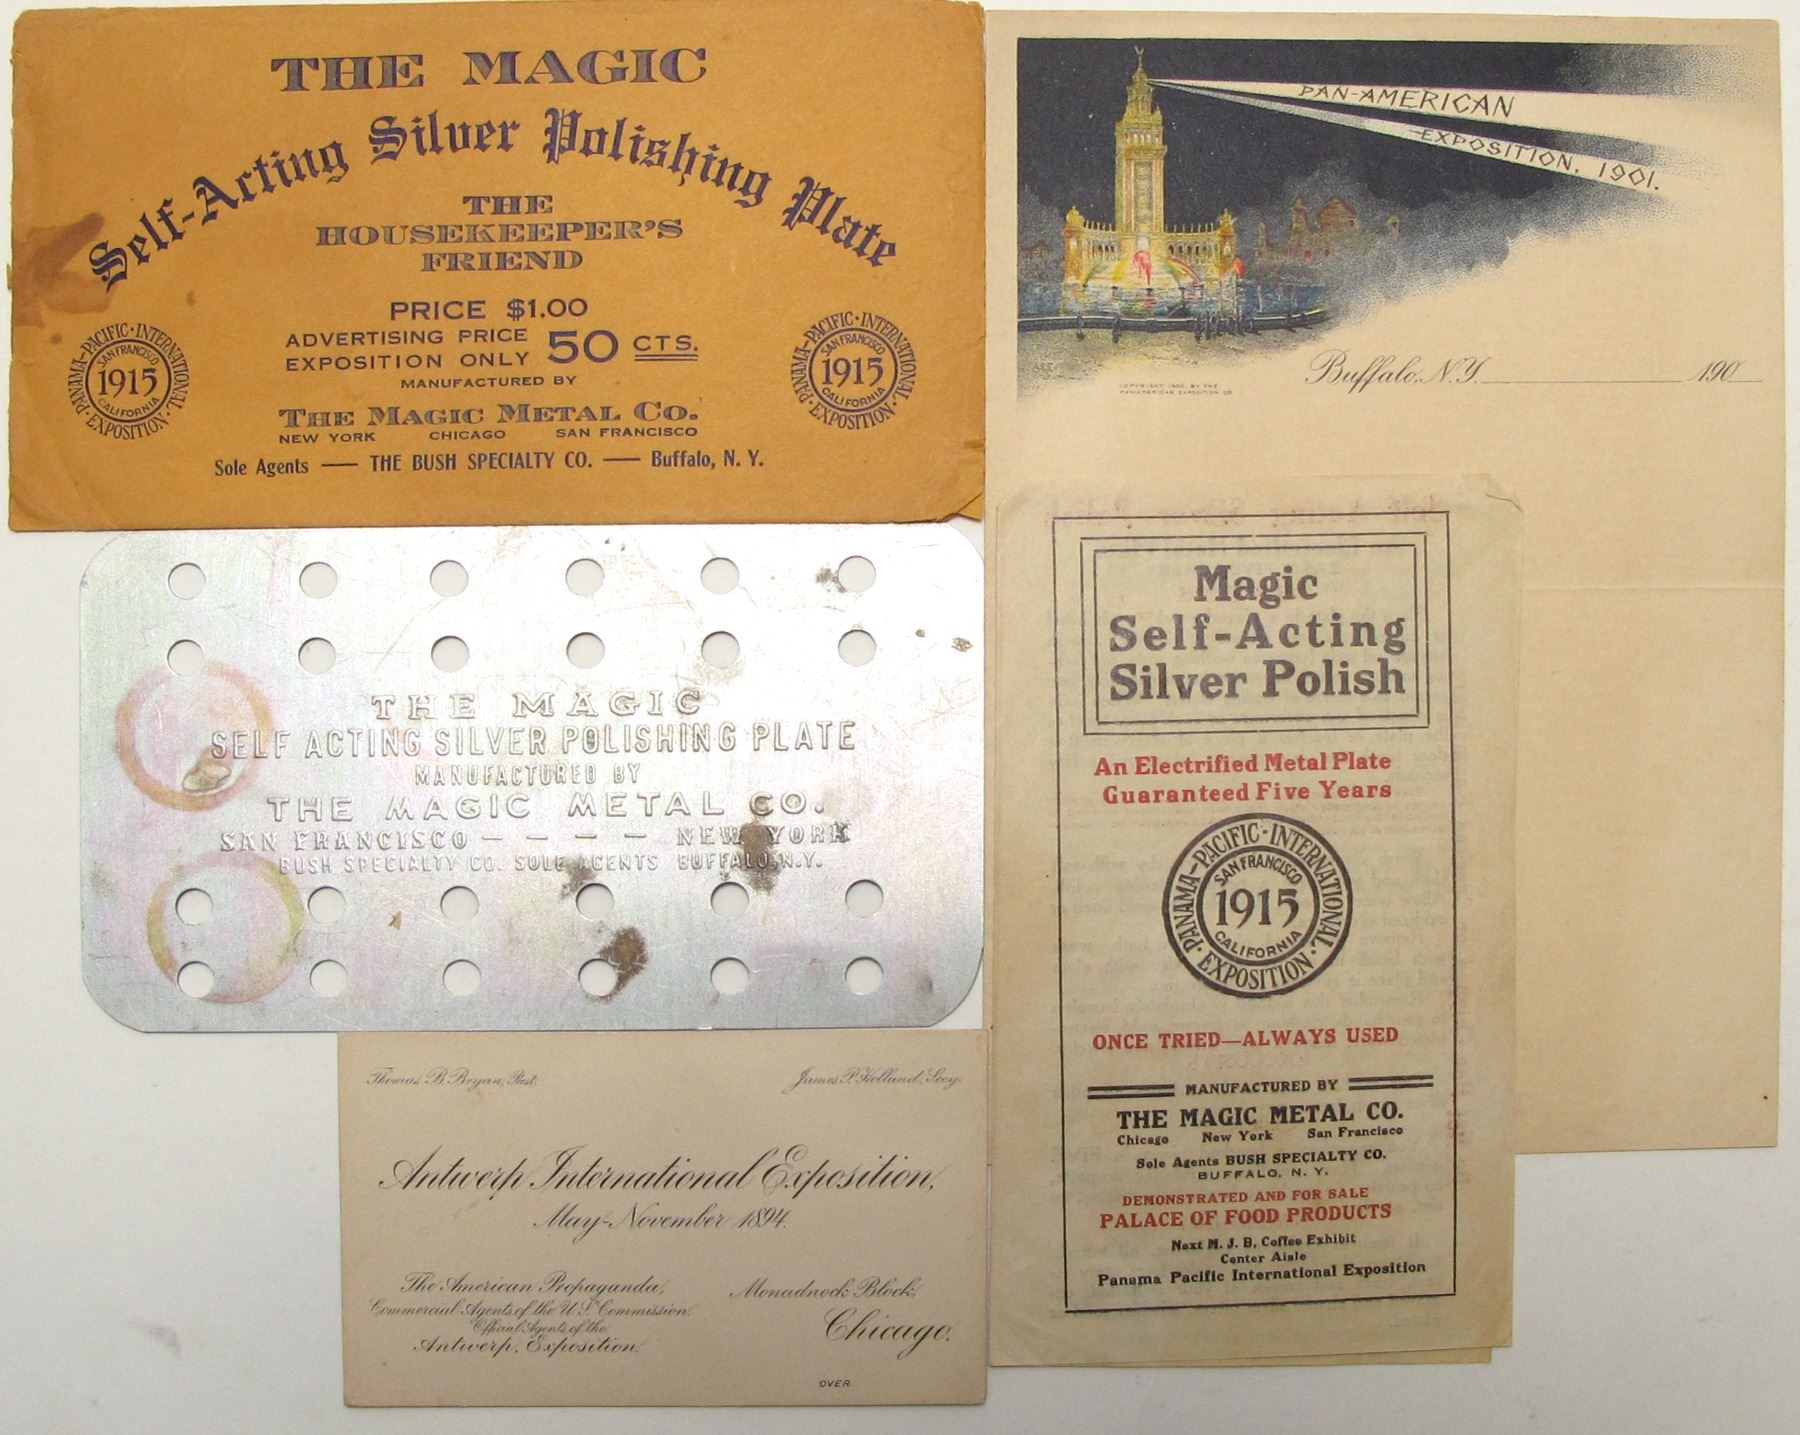 THE MAGIC
Self-Acting Silver Polishing Plate
THE
HOUSEKEEPER'S
FRIEND
PRICE $1.00
ADVERTISING PRICE
EXPOSITION ONLY 50 CTS.
MANUFACTURED BY
THE MAGIC METAL CO.
NEW YORK CHICAGO SAN FRANCISCO
Sole Agents — THE BUSH SPECIALTY CO. — Buffalo, N. Y.
PANAMA-PACIFIC·INTERNATIONAL·EXPOSITION·
SAN FRANCISCO
1915
CALIFORNIA
PANAMA-PACIFIC·INTERNATIONAL·EXPOSITION·
SAN FRANCISCO
1915
CALIFORNIA
PAN-AMERICAN
EXPOSITION, 1901.
COPYRIGHT 1900, BY THE
PAN-AMERICAN EXPOSITION CO.
Buffalo, N.Y. 190
THE MAGIC
SELF ACTING SILVER POLISHING PLATE
MANUFACTURED BY
THE MAGIC METAL CO.
SAN FRANCISCO - - - - NEW YORK
BUSH SPECIALTY CO. SOLE AGENTS BUFFALO,N.Y.
Magic
Self-Acting
Silver Polish
An Electrified Metal Plate
Guaranteed Five Years
PANAMA-PACIFIC·INTERNATIONAL·EXPOSITION·
SAN FRANCISCO
1915
CALIFORNIA
ONCE TRIED—ALWAYS USED
MANUFACTURED BY
THE MAGIC METAL CO.
Chicago New York San Francisco
Sole Agents BUSH SPECIALTY CO.
BUFFALO, N. Y.
DEMONSTRATED AND FOR SALE
PALACE OF FOOD PRODUCTS
Next M. J. B. Coffee Exhibit
Center Aisle
Panama Pacific International Exposition
Thomas B. Bryan, Prest. James P. Holland, Secy.
Antwerp International Exposition,
May-November 1894.
The American Propaganda,
Commercial Agents of the U.S. Commission.
Official Agents of the
Antwerp, Exposition.
Monadnock Block,
Chicago.
OVER.